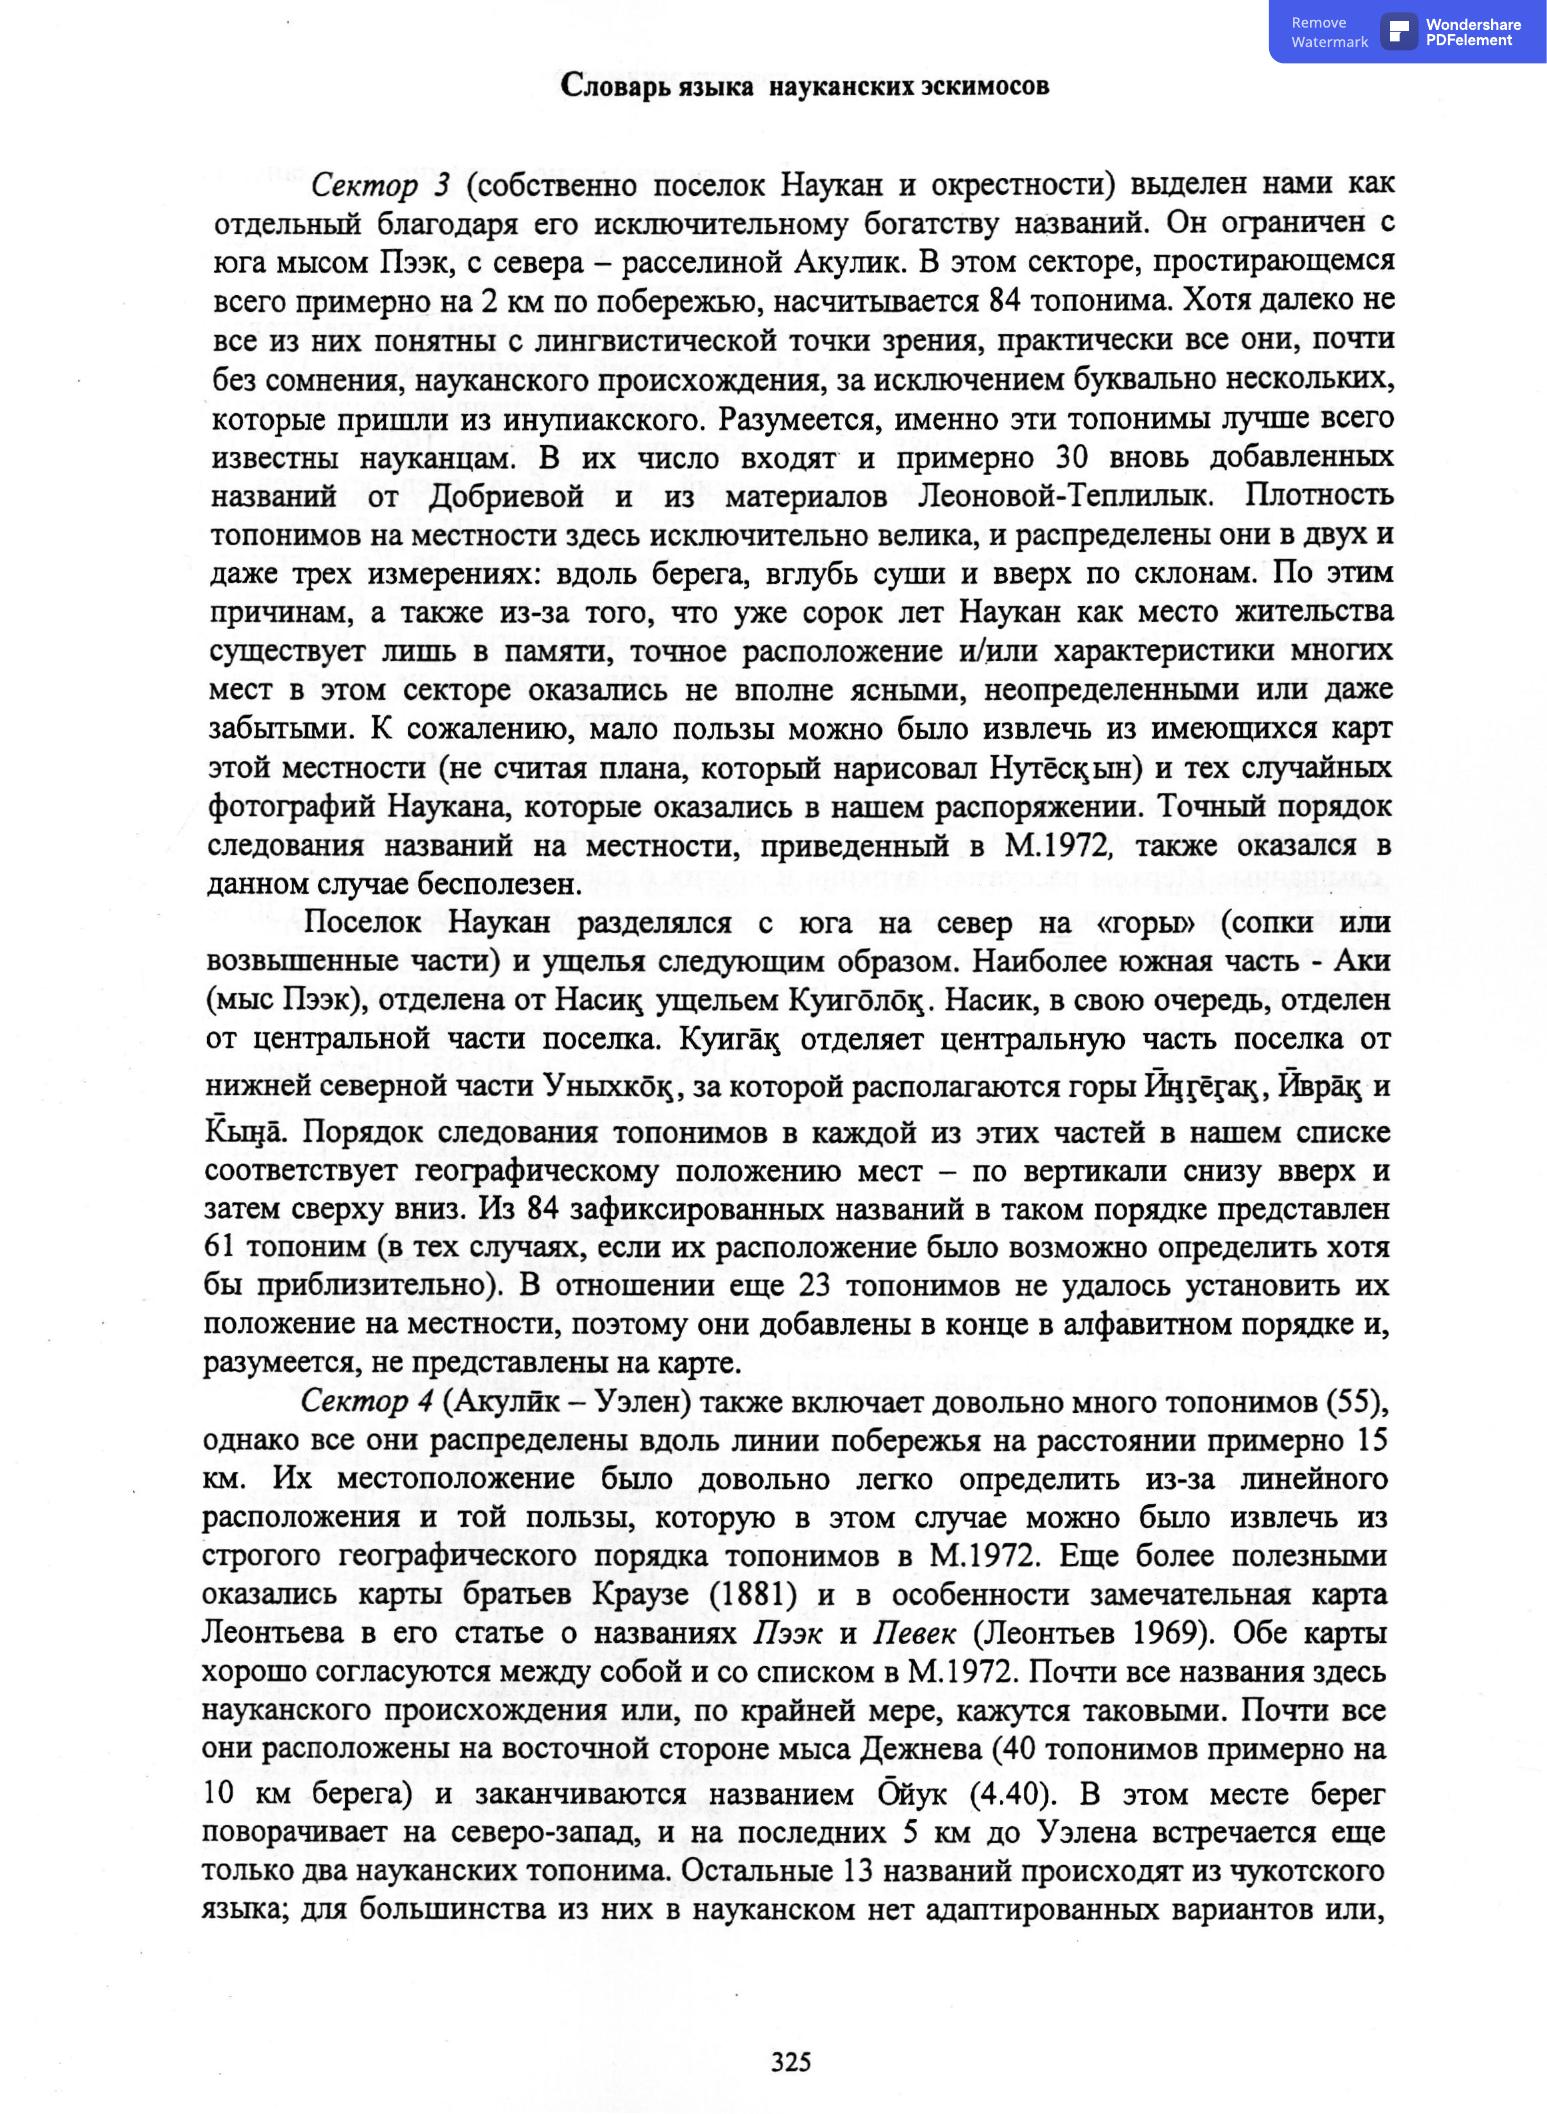 Remove
Watermark
Wondershare
PDFelement
Словарь языка науканских эскимосов
Сектор 3 (собственно поселок Наукан и окрестности) выделен нами как
отдельный благодаря его исключительному богатству названий. Он ограничен с
юга мысом Пээк, с севера – расселиной Акулик. В этом секторе, простирающемся
всего примерно на 2 км по побережью, насчитывается 84 топонима. Хотя далеко не
все из них понятны с лингвистической точки зрения, практически все они, почти
без сомнения, науканского происхождения, за исключением буквально нескольких,
которые пришли из инупиакского. Разумеется, именно эти топонимы лучше всего
известны науканцам. В их число входят и примерно 30 вновь добавленных
названий от Добриевой и из материалов Леоновой-Теплилык. Плотность
топонимов на местности здесь исключительно велика, и распределены они в двух и
даже трех измерениях: вдоль берега, вглубь суши и вверх по склонам. По этим
причинам, а также из-за того, что уже сорок лет Наукан как место жительства
существует лишь в памяти, точное расположение и/или характеристики многих
мест в этом секторе оказались не вполне ясными, неопределенными или даже
забытыми. К сожалению, мало пользы можно было извлечь из имеющихся карт
этой местности (не считая плана, который нарисовал Нутēсқын) и тех случайных
фотографий Наукана, которые оказались в нашем распоряжении. Точный порядок
следования названий на местности, приведенный в М.1972, также оказался в
данном случае бесполезен.
Поселок Наукан разделялся с юга на север на «горы» (сопки или
возвышенные части) и ущелья следующим образом. Наиболее южная часть - Аки
(мыс Пээк), отделена от Насиқ ущельем Куигōлōқ. Насик, в свою очередь, отделен
от центральной части поселка. Куигāқ отделяет центральную часть поселка от
нижней северной части Уныхкōқ, за которой располагаются горы Ӣңӷēӷақ, Ӣврāқ и
К̄ыңā. Порядок следования топонимов в каждой из этих частей в нашем списке
соответствует географическому положению мест – по вертикали снизу вверх и
затем сверху вниз. Из 84 зафиксированных названий в таком порядке представлен
61 топоним (в тех случаях, если их расположение было возможно определить хотя
бы приблизительно). В отношении еще 23 топонимов не удалось установить их
положение на местности, поэтому они добавлены в конце в алфавитном порядке и,
разумеется, не представлены на карте.
Сектор 4 (Акулӣк – Уэлен) также включает довольно много топонимов (55),
однако все они распределены вдоль линии побережья на расстоянии примерно 15
км. Их местоположение было довольно легко определить из-за линейного
расположения и той пользы, которую в этом случае можно было извлечь из
строгого географического порядка топонимов в М.1972. Еще более полезными
оказались карты братьев Краузе (1881) и в особенности замечательная карта
Леонтьева в его статье о названиях Пээк и Певек (Леонтьев 1969). Обе карты
хорошо согласуются между собой и со списком в М.1972. Почти все названия здесь
науканского происхождения или, по крайней мере, кажутся таковыми. Почти все
они расположены на восточной стороне мыса Дежнева (40 топонимов примерно на
10 км берега) и заканчиваются названием Ōйук (4.40). В этом месте берег
поворачивает на северо-запад, и на последних 5 км до Уэлена встречается еще
только два науканских топонима. Остальные 13 названий происходят из чукотского
языка; для большинства из них в науканском нет адаптированных вариантов или,
325